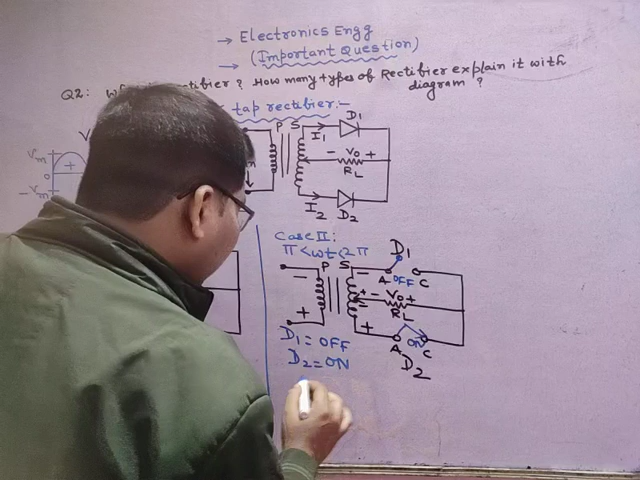 → Electronics Engg
→ (Important Question)
Q2: Rectifier? How many types of Rectifier explain it with
diagram?
tap rectifier:-
V
Vm
+
0
-Vm
P S I1 D1
- Vo +
RL
I2 D2
Case II:
π < wt < 2π
P S
D1
A OFF C
-
+
-
- Vo +
RL
+
+
ON
A C
D2
D1 = OFF
D2 = ON